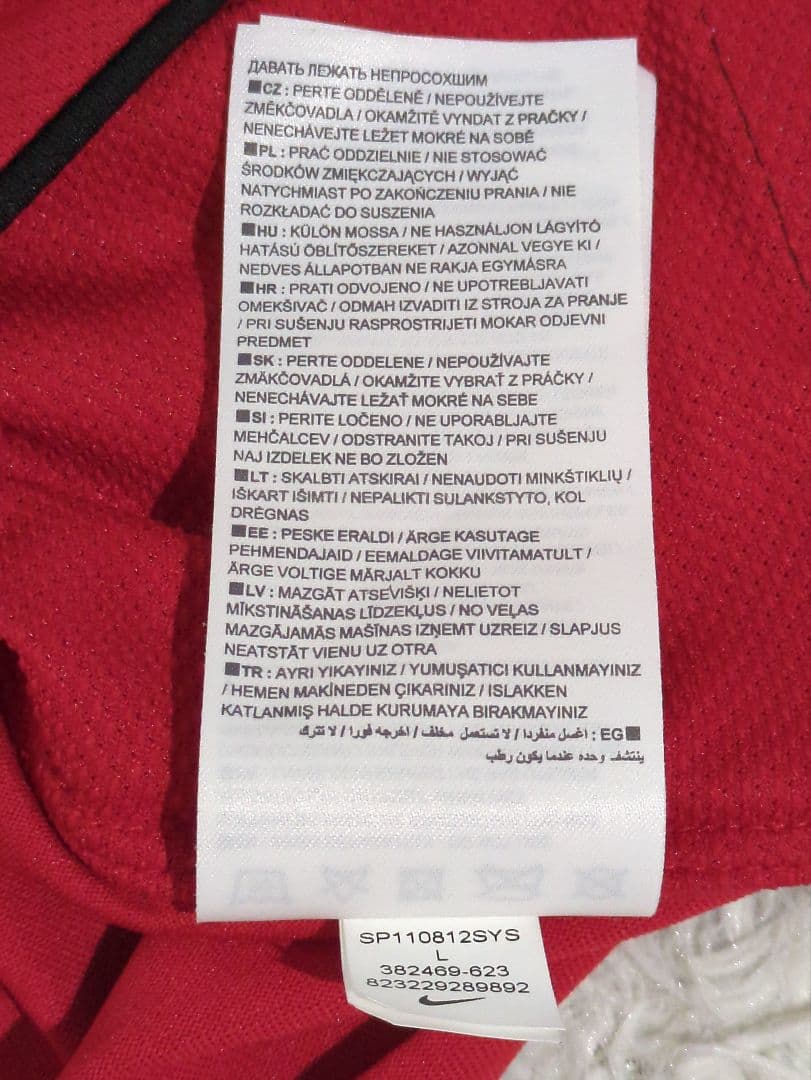 ДАВАТЬ ЛЕЖАТЬ НЕПРОСОХШИМ
CZ : PERTE ODDĚLENĚ / NEPOUŽÍVEJTE
ZMĚKČOVADLA / OKAMŽITĚ VYNDAT Z PRAČKY /
NENECHÁVEJTE LEŽET MOKRÉ NA SOBĚ
PL : PRAĆ ODDZIELNIE / NIE STOSOWAĆ
ŚRODKÓW ZMIĘKCZAJĄCYCH / WYJĄĆ
NATYCHMIAST PO ZAKOŃCZENIU PRANIA / NIE
ROZKŁADAĆ DO SUSZENIA
HU : KÜLÖN MOSSA / NE HASZNÁLJON LÁGYÍTÓ
HATÁSÚ ÖBLÍTŐSZEREKET / AZONNAL VEGYE KI /
NEDVES ÁLLAPOTBAN NE RAKJA EGYMÁSRA
HR : PRATI ODVOJENO / NE UPOTREBLJAVATI
OMEKŠIVAČ / ODMAH IZVADITI IZ STROJA ZA PRANJE
/ PRI SUŠENJU RASPROSTRIJETI MOKAR ODJEVNI
PREDMET
SK : PERTE ODDELENE / NEPOUŽÍVAJTE
ZMÄKČOVADLÁ / OKAMŽITE VYBRAŤ Z PRÁČKY /
NENECHÁVAJTE LEŽAŤ MOKRÉ NA SEBE
SI : PERITE LOČENO / NE UPORABLJAJTE
MEHČALCEV / ODSTRANITE TAKOJ / PRI SUŠENJU
NAJ IZDELEK NE BO ZLOŽEN
LT : SKALBTI ATSKIRAI / NENAUDOTI MINKŠTIKLIŲ /
IŠKART IŠIMTI / NEPALIKTI SULANKSTYTO, KOL
DRĖGNAS
EE : PESKE ERALDI / ÄRGE KASUTAGE
PEHMENDAJAID / EEMALDAGE VIIVITAMATULT /
ÄRGE VOLTIGE MÄRJALT KOKKU
LV : MAZGĀT ATSEVIŠĶI / NELIETOT
MĪKSTINĀŠANAS LĪDZEKĻUS / NO VEĻAS
MAZGĀJAMĀS MAŠĪNAS IZŅEMT UZREIZ / SLAPJUS
NEATSTĀT VIENU UZ OTRA
TR : AYRI YIKAYINIZ / YUMUŞATICI KULLANMAYINIZ
/ HEMEN MAKİNEDEN ÇIKARINIZ / ISLAKKEN
KATLANMIŞ HALDE KURUMAYA BIRAKMAYINIZ
EG : اغسل منفردا / لا تستعمل مخلف / اخرجه فورا / لا تترك
ينتشف وحده عندما يكون رطب
SP110812SYS
L
382469-623
823229289892